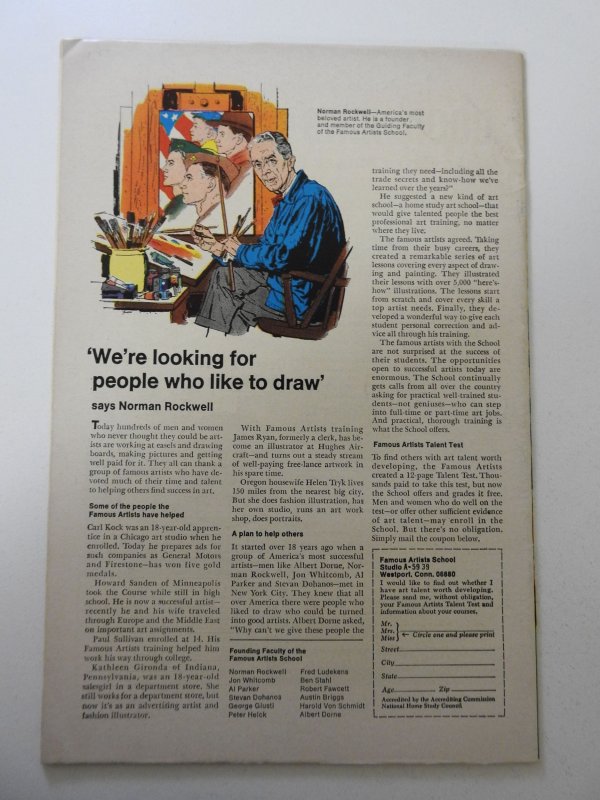 Norman Rockwell—America's most
beloved artist. He is a founder
and member of the Guiding Faculty
of the Famous Artists School.
'We're looking for
people who like to draw'
says Norman Rockwell
Today hundreds of men and women
who never thought they could be art-
ists are working at easels and drawing
boards, making pictures and getting
well paid for it. They all can thank a
group of famous artists who have de-
voted much of their time and talent
to helping others find success in art.
Some of the people the
Famous Artists have helped
Carl Kock was an 18-year-old appren-
tice in a Chicago art studio when he
enrolled. Today he prepares ads for
such companies as General Motors
and Firestone—has won five gold
medals.
Howard Sanden of Minneapolis
took the Course while still in high
school. He is now a successful artist—
recently he and his wife traveled
through Europe and the Middle East
on important art assignments.
Paul Sullivan enrolled at 14. His
Famous Artists training helped him
work his way through college.
Kathleen Gironda of Indiana,
Pennsylvania, was an 18-year-old
salesgirl in a department store. She
still works for a department store, but
now it's as an advertising artist and
fashion illustrator.
With Famous Artists training
James Ryan, formerly a clerk, has be-
come an illustrator at Hughes Air-
craft—and turns out a steady stream
of well-paying free-lance artwork in
his spare time.
Oregon housewife Helen Tryk lives
150 miles from the nearest big city.
But she does fashion illustration, has
her own studio, runs an art work
shop, does portraits.
A plan to help others
It started over 18 years ago when a
group of America's most successful
artists—men like Albert Dorne, Nor-
man Rockwell, Jon Whitcomb, Al
Parker and Stevan Dohanos—met in
New York City. They knew that all
over America there were people who
liked to draw who could be turned
into good artists. Albert Dorne asked,
"Why can't we give these people the
Founding Faculty of the
Famous Artists School
Norman Rockwell
Jon Whitcomb
Al Parker
Stevan Dohanos
George Giusti
Peter Helck
Fred Ludekens
Ben Stahl
Robert Fawcett
Austin Briggs
Harold Von Schmidt
Albert Dorne
training they need—including all the
trade secrets and know-how we've
learned over the years?"
He suggested a new kind of art
school—a home study art school—that
would give talented people the best
professional art training, no matter
where they live.
The famous artists agreed. Taking
time from their busy careers, they
created a remarkable series of art
lessons covering every aspect of draw-
ing and painting. They illustrated
their lessons with over 5,000 "here's-
how" illustrations. The lessons start
from scratch and cover every skill a
top artist needs. Finally, they de-
veloped a wonderful way to give each
student personal correction and ad-
vice all through his training.
The famous artists with the School
are not surprised at the success of
their students. The opportunities
open to successful artists today are
enormous. The School continually
gets calls from all over the country
asking for practical well-trained stu-
dents—not geniuses—who can step
into full-time or part-time art jobs.
And practical, thorough training is
what the School offers.
Famous Artists Talent Test
To find others with art talent worth
developing, the Famous Artists
created a 12-page Talent Test. Thou-
sands paid to take this test, but now
the School offers and grades it free.
Men and women who do well on the
test—or offer other sufficient evidence
of art talent—may enroll in the
School. But there's no obligation.
Simply mail the coupon below.
Famous Artists School
Studio A-5939
Westport, Conn. 06880
I would like to find out whether I
have art talent worth developing.
Please send me, without obligation,
your Famous Artists Talent Test and
information about your courses.
Mr.
Mrs.
Miss
← Circle one and please print
Street
City
State
Age Zip
Accredited by the Accrediting Commission
National Home Study Council